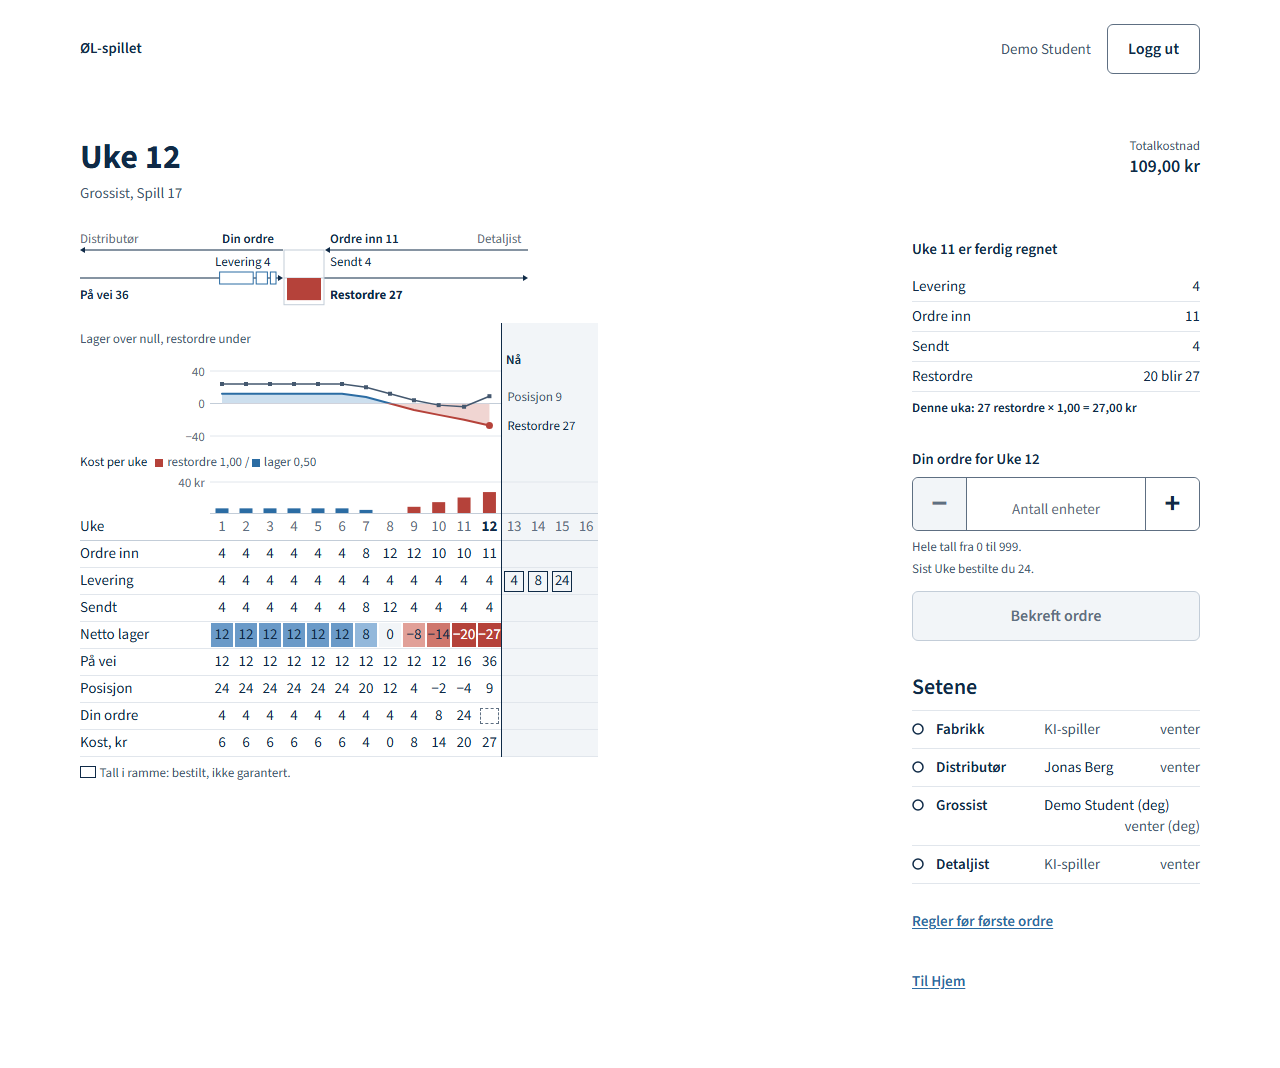 ØL-spillet
Demo Student
Logg ut
Uke 12
Grossist, Spill 17
Totalkostnad
109,00 kr
Distributør
Din ordre
Ordre inn 11
Detaljist
Levering 4
Sendt 4
På vei 36
Restordre 27
Lager over null, restordre under
Nå
40
0
−40
Posisjon 9
Restordre 27
Kost per uke restordre 1,00 / lager 0,50
40 kr
Uke 1 2 3 4 5 6 7 8 9 10 11 12 13 14 15 16
Ordre inn 4 4 4 4 4 4 8 12 12 10 10 11
Levering 4 4 4 4 4 4 4 4 4 4 4 4 4 8 24
Sendt 4 4 4 4 4 4 8 12 4 4 4 4
Netto lager 12 12 12 12 12 12 8 0 −8 −14 −20 −27
På vei 12 12 12 12 12 12 12 12 12 12 16 36
Posisjon 24 24 24 24 24 24 20 12 4 −2 −4 9
Din ordre 4 4 4 4 4 4 4 4 4 8 24
Kost, kr 6 6 6 6 6 6 4 0 8 14 20 27
Tall i ramme: bestilt, ikke garantert.
Uke 11 er ferdig regnet
Levering 4
Ordre inn 11
Sendt 4
Restordre 20 blir 27
Denne uka: 27 restordre × 1,00 = 27,00 kr
Din ordre for Uke 12
− Antall enheter +
Hele tall fra 0 til 999.
Sist Uke bestilte du 24.
Bekreft ordre
Setene
Fabrikk KI-spiller venter
Distributør Jonas Berg venter
Grossist Demo Student (deg)
venter (deg)
Detaljist KI-spiller venter
Regler før første ordre
Til Hjem